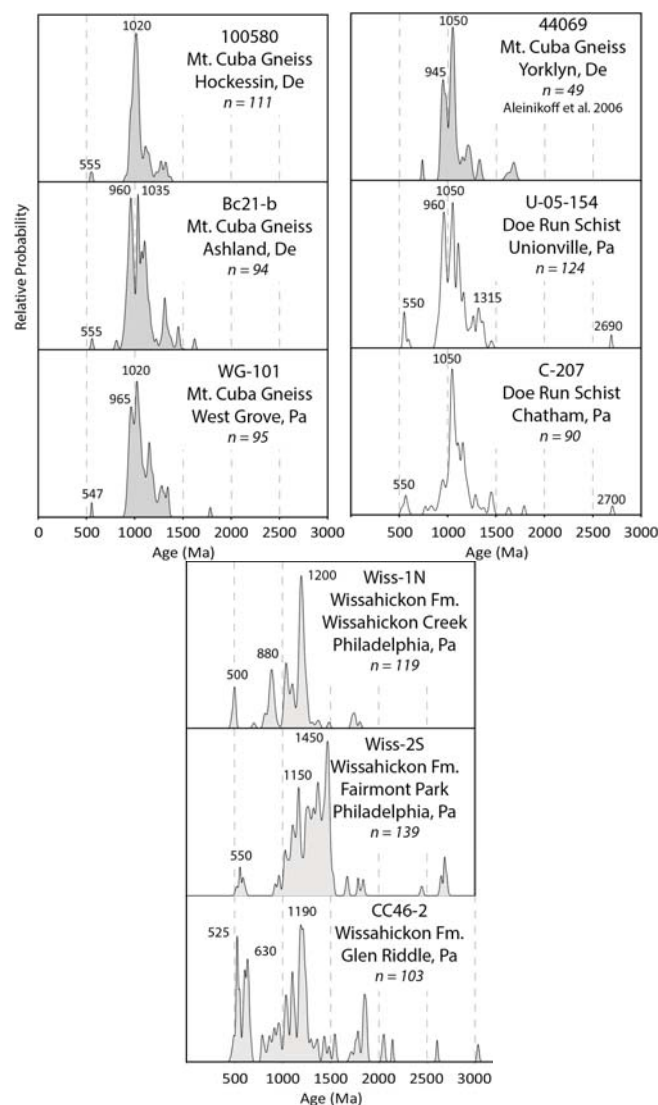 1020
100580
Mt. Cuba Gneiss
Hockessin, De
n = 111
555
960
1035
Bc21-b
Mt. Cuba Gneiss
Ashland, De
n = 94
555
1020
WG-101
965
Mt. Cuba Gneiss
West Grove, Pa
n = 95
547
Relative Probability
0 500 1000 1500 2000 2500 3000
Age (Ma)
1050
44069
Mt. Cuba Gneiss
945
Yorklyn, De
n = 49
Aleinikoff et al. 2006
1050
960
U-05-154
Doe Run Schist
Unionville, Pa
n = 124
550
1315
2690
1050
C-207
Doe Run Schist
Chatham, Pa
n = 90
550
2700
0 500 1000 1500 2000 2500 3000
Age (Ma)
1200
Wiss-1N
Wissahickon Fm.
Wissahickon Creek
880
Philadelphia, Pa
500
n = 119
1450
Wiss-2S
Wissahickon Fm.
1150
Fairmont Park
Philadelphia, Pa
550
n = 139
1190
CC46-2
525
Wissahickon Fm.
630
Glen Riddle, Pa
n = 103
500 1000 1500 2000 2500 3000
Age (Ma)